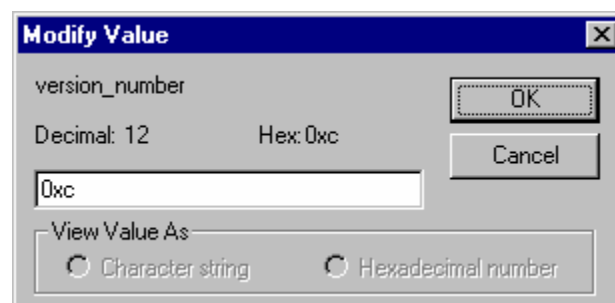 Modify Value
version_number
OK
Decimal: 12 Hex: 0xc
Cancel
0xc
View Value As
Character string Hexadecimal number